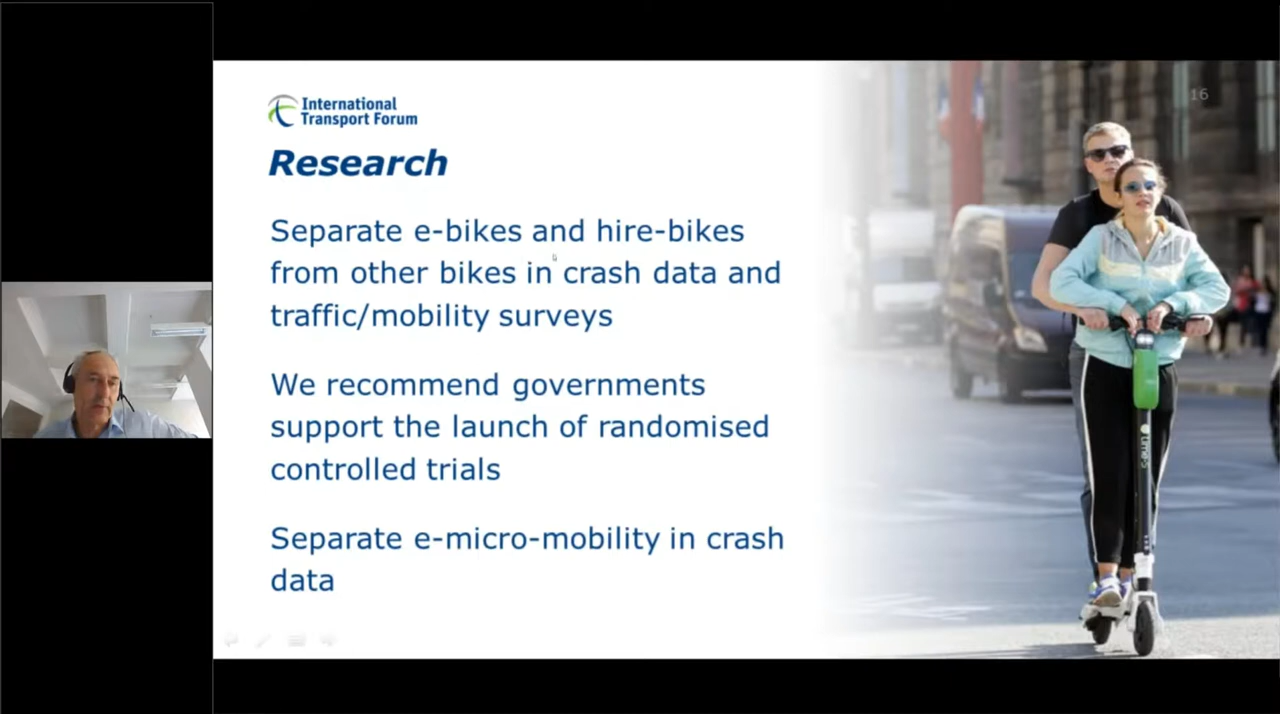 16
International
Transport Forum
Research
Separate e-bikes and hire-bikes
from other bikes in crash data and
traffic/mobility surveys
We recommend governments
support the launch of randomised
controlled trials
Separate e-micro-mobility in crash
data